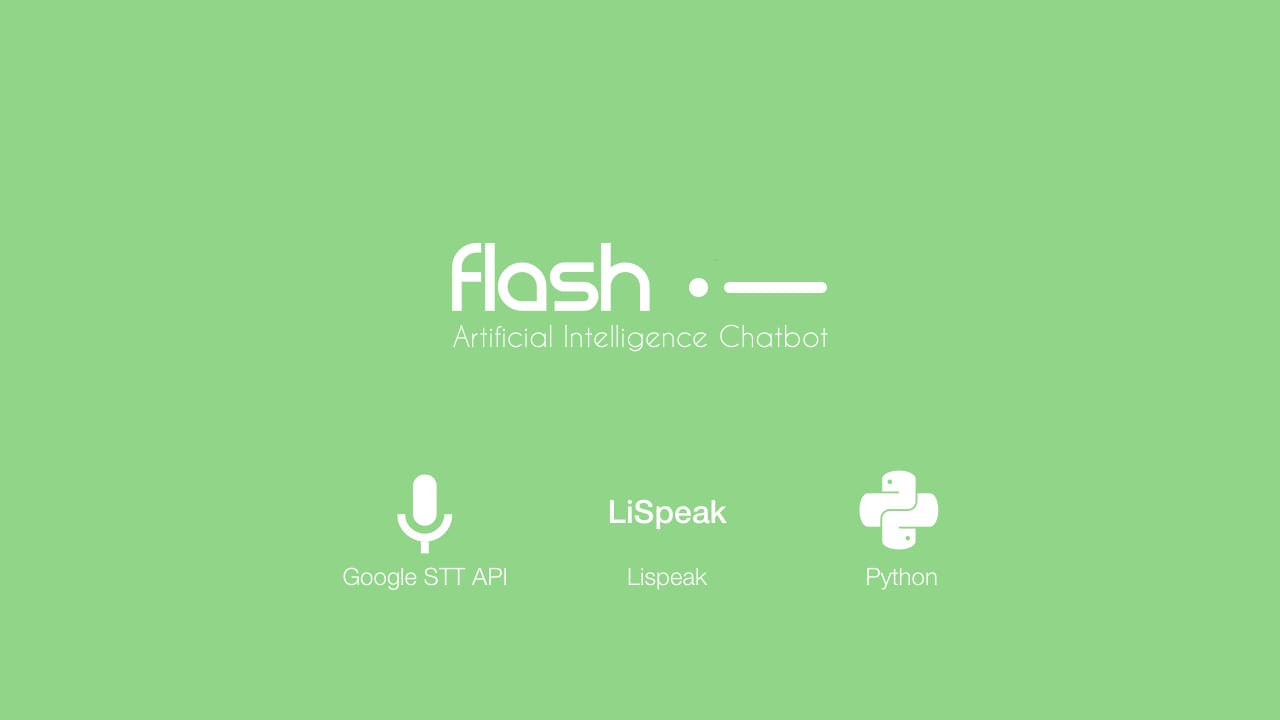 flash
Artificial Intelligence Chatbot
LiSpeak
Google STT API
Lispeak
Python